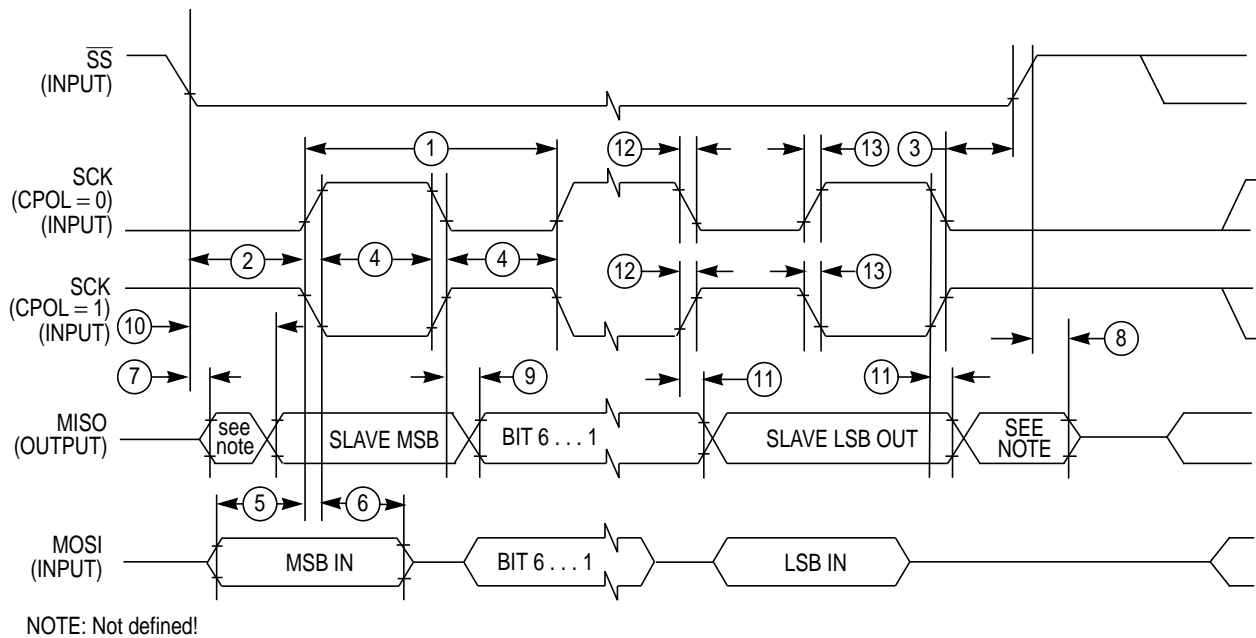 SS
(INPUT)
1
12
13
3
SCK
(CPOL = 0)
(INPUT)
2
4
4
12
13
SCK
(CPOL = 1)
(INPUT)
10
8
7
9
11
11
MISO
(OUTPUT)
see
note
SLAVE MSB
BIT 6 . . . 1
SLAVE LSB OUT
SEE
NOTE
5
6
MOSI
(INPUT)
MSB IN
BIT 6 . . . 1
LSB IN
NOTE: Not defined!